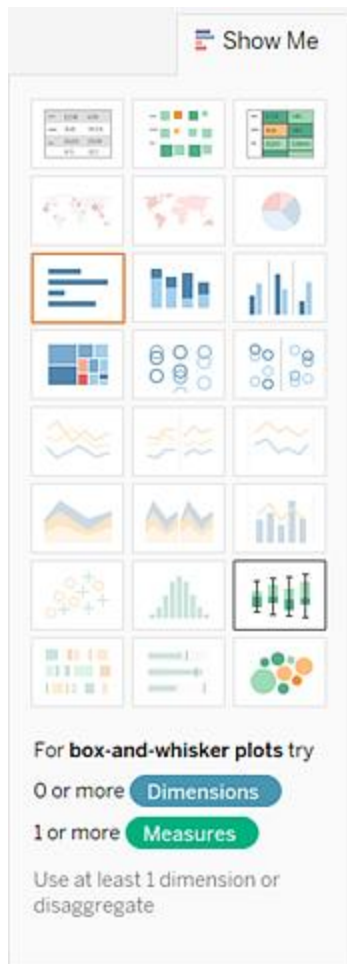 Show Me
For box-and-whisker plots try
0 or more Dimensions
1 or more Measures
Use at least 1 dimension or
disaggregate